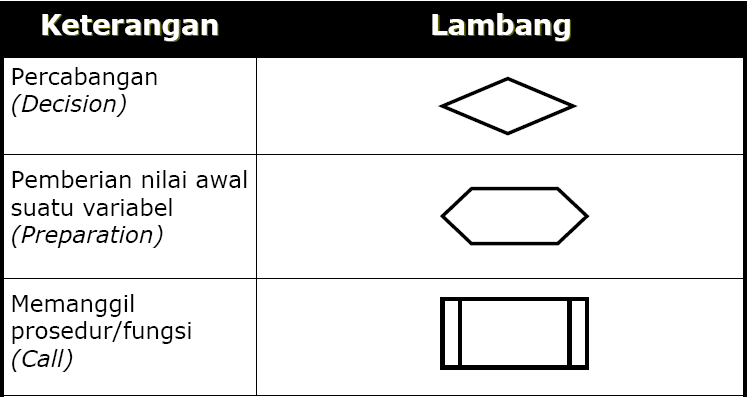 Keterangan Lambang
Percabangan
(Decision)
Pemberian nilai awal
suatu variabel
(Preparation)
Memanggil
prosedur/fungsi
(Call)